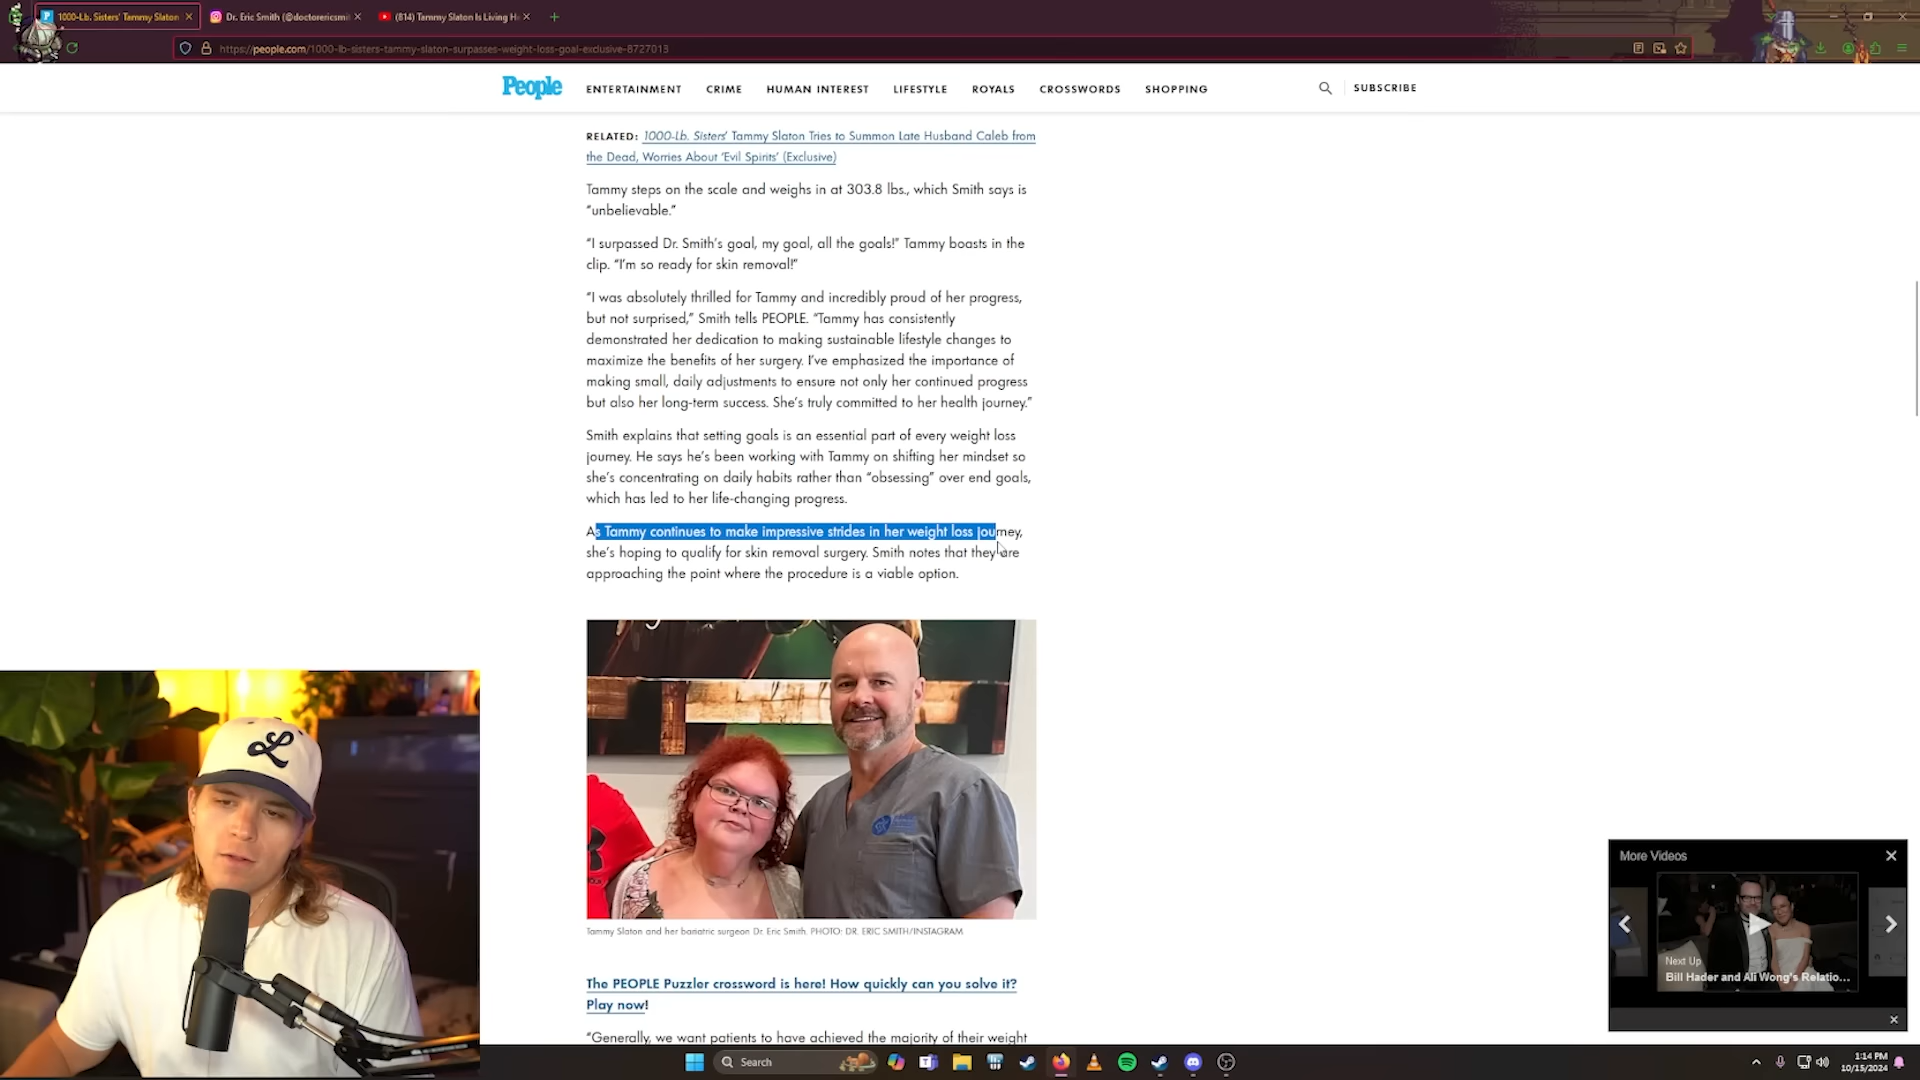 1000-Lb. Sisters' Tammy Slaton
Dr. Eric Smith (@doctorericsmit
(814) Tammy Slaton Is Living H
https://people.com/1000-lb-sisters-tammy-slaton-surpasses-weight-loss-goal-exclusive-8727013
People
ENTERTAINMENT CRIME HUMAN INTEREST LIFESTYLE ROYALS CROSSWORDS SHOPPING
SUBSCRIBE
RELATED: 1000-Lb. Sisters' Tammy Slaton Tries to Summon Late Husband Caleb from
the Dead, Worries About 'Evil Spirits' (Exclusive)
Tammy steps on the scale and weighs in at 303.8 lbs., which Smith says is
“unbelievable.”
“I surpassed Dr. Smith's goal, my goal, all the goals!” Tammy boasts in the
clip. “I'm so ready for skin removal!”
“I was absolutely thrilled for Tammy and incredibly proud of her progress,
but not surprised,” Smith tells PEOPLE. “Tammy has consistently
demonstrated her dedication to making sustainable lifestyle changes to
maximize the benefits of her surgery. I've emphasized the importance of
making small, daily adjustments to ensure not only her continued progress
but also her long-term success. She's truly committed to her health journey.”
Smith explains that setting goals is an essential part of every weight loss
journey. He says he's been working with Tammy on shifting her mindset so
she's concentrating on daily habits rather than “obsessing” over end goals,
which has led to her life-changing progress.
As Tammy continues to make impressive strides in her weight loss journey,
she's hoping to qualify for skin removal surgery. Smith notes that they are
approaching the point where the procedure is a viable option.
Tammy Slaton and her bariatric surgeon Dr. Eric Smith. PHOTO: DR. ERIC SMITH/INSTAGRAM
The PEOPLE Puzzler crossword is here! How quickly can you solve it?
Play now!
“Generally, we want patients to have achieved the majority of their weight
More Videos
Next Up
Bill Hader and Ali Wong's Relatio...
Search
1:14 PM
10/15/2024